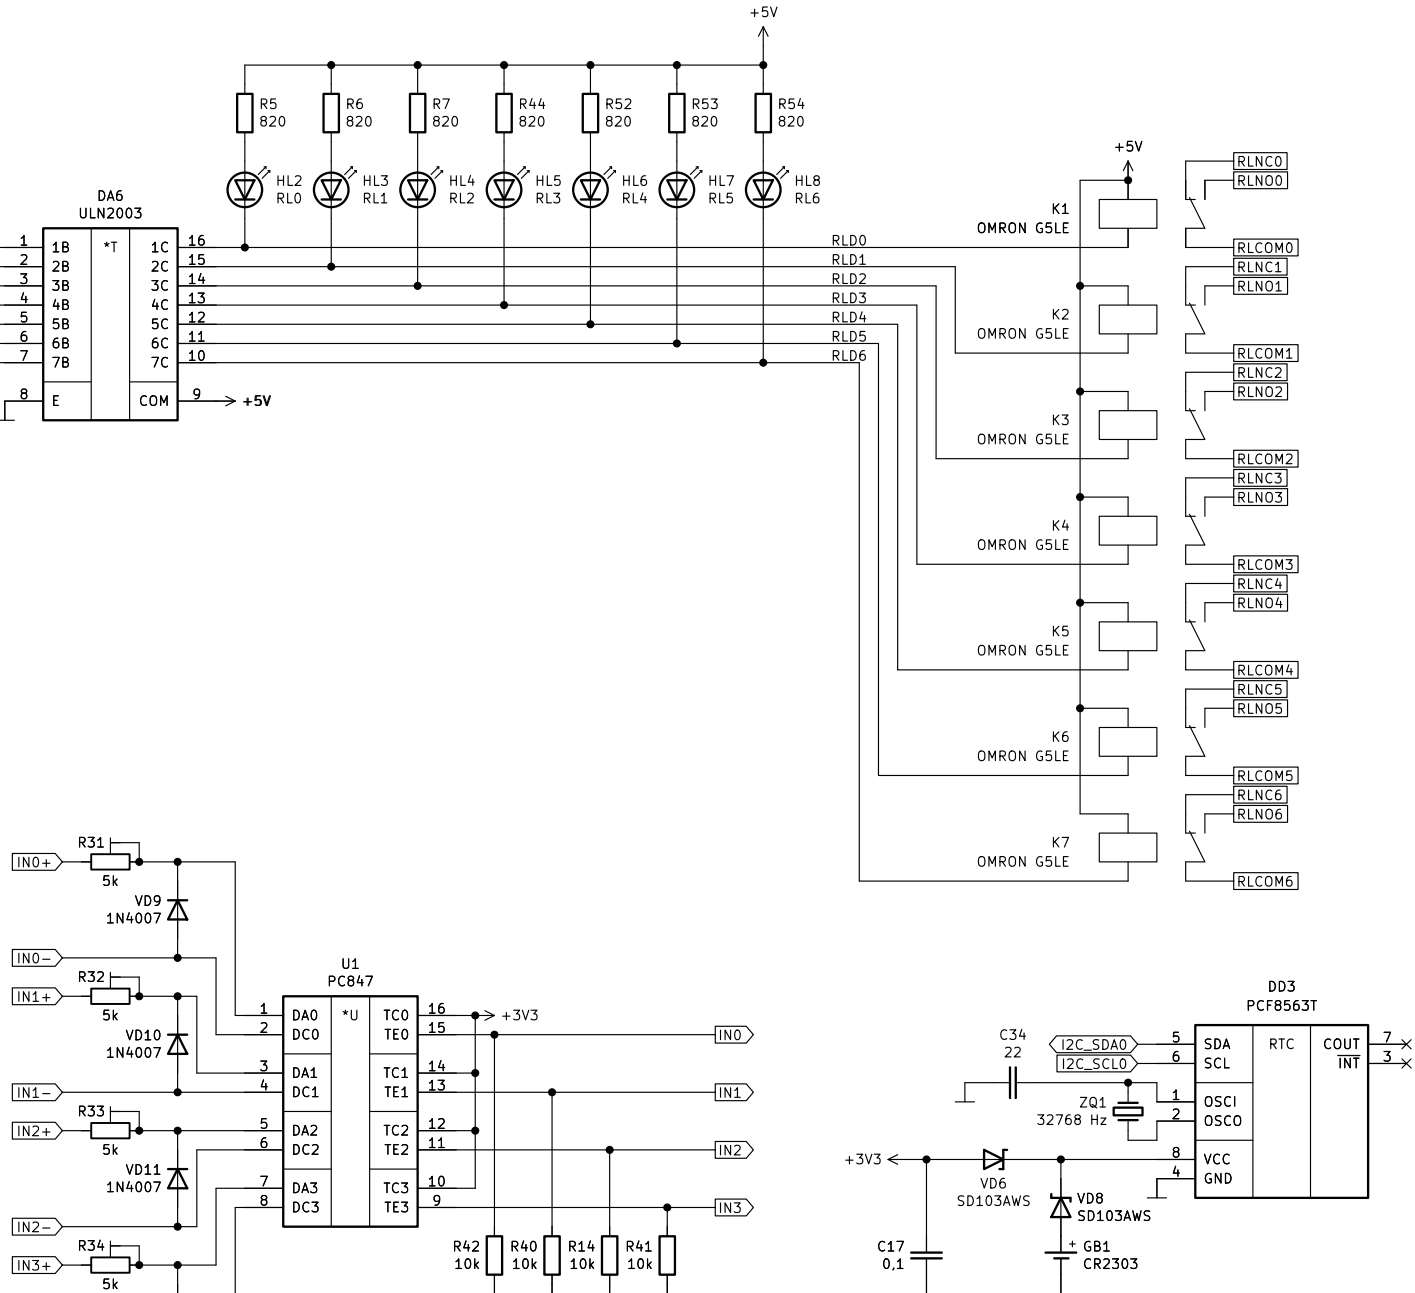 +5V
R5
820
R6
820
R7
820
R44
820
R52
820
R53
820
R54
820
HL2
RL0
HL3
RL1
HL4
RL2
HL5
RL3
HL6
RL4
HL7
RL5
HL8
RL6
DA6
ULN2003
*T
1 1B 1C 16
2 2B 2C 15
3 3B 3C 14
4 4B 4C 13
5 5B 5C 12
6 6B 6C 11
7 7B 7C 10
8 E COM 9 +5V
RLD0
RLD1
RLD2
RLD3
RLD4
RLD5
RLD6
+5V
K1
OMRON G5LE
RLNC0
RLNO0
RLCOM0
K2
OMRON G5LE
RLNC1
RLNO1
RLCOM1
K3
OMRON G5LE
RLNC2
RLNO2
RLCOM2
K4
OMRON G5LE
RLNC3
RLNO3
RLCOM3
K5
OMRON G5LE
RLNC4
RLNO4
RLCOM4
K6
OMRON G5LE
RLNC5
RLNO5
RLCOM5
K7
OMRON G5LE
RLNC6
RLNO6
RLCOM6
R31
IN0+
5k
VD9
1N4007
IN0-
R32
IN1+
5k
VD10
1N4007
IN1-
R33
IN2+
5k
VD11
1N4007
IN2-
R34
IN3+
5k
U1
PC847
*U
1 DA0 TC0 16 +3V3
2 DC0 TE0 15 IN0
3 DA1 TC1 14
4 DC1 TE1 13 IN1
5 DA2 TC2 12
6 DC2 TE2 11 IN2
7 DA3 TC3 10
8 DC3 TE3 9 IN3
R42
10k
R40
10k
R14
10k
R41
10k
DD3
PCF8563T
RTC
I2C_SDA0 5 SDA COUT 7
I2C_SCL0 6 SCL INT 3
C34
22
1 OSCI
2 OSCO
ZQ1
32768 Hz
+3V3
8 VCC
4 GND
VD6
SD103AWS
VD8
SD103AWS
C17
0,1
+ GB1
CR2303